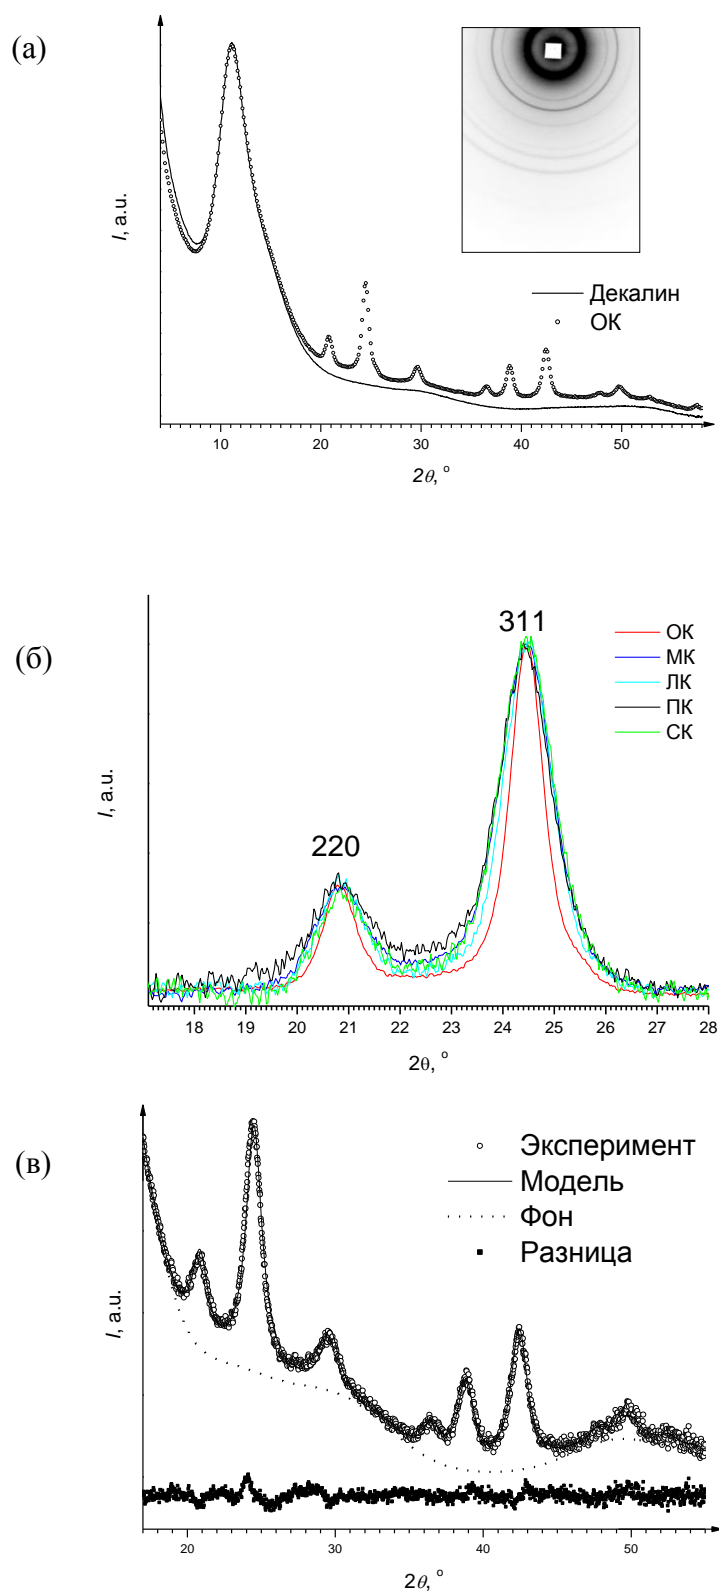 (а)
I, a.u.
Декалин
ОК
10 20 30 40 50
2θ, °
(б)
311
220
ОК
МК
ЛК
ПК
СК
I, a.u.
18 19 20 21 22 23 24 25 26 27 28
2θ, °
(в)
Эксперимент
Модель
Фон
Разница
I, a.u.
20 30 40 50
2θ, °